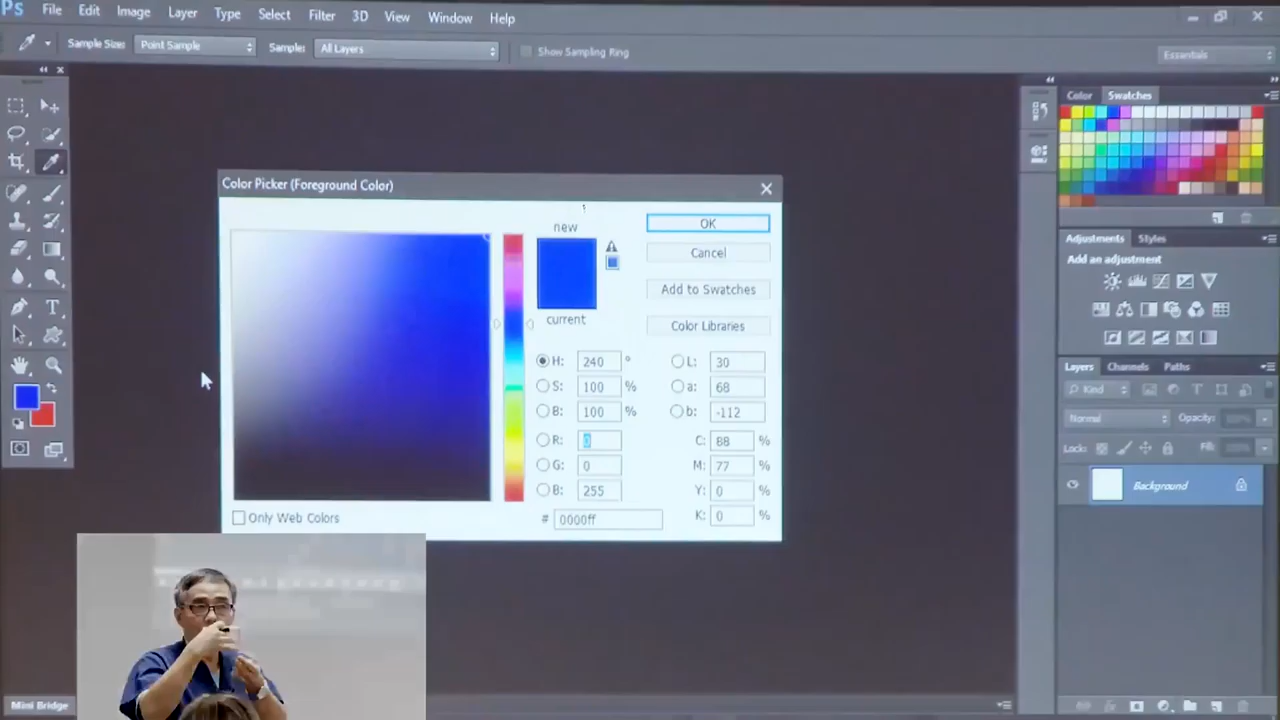 Ps File Edit Image Layer Type Select Filter 3D View Window Help
Sample Size: Point Sample Sample: All Layers Show Sampling Ring Essentials
Color Swatches
Color Picker (Foreground Color)
new
current
OK
Cancel
Add to Swatches
Color Libraries
H: 240 ° L: 30
S: 100 % a: 68
B: 100 % b: -112
R: 0 C: 88 %
G: 0 M: 77 %
B: 255 Y: 0 %
# 0000ff K: 0 %
Only Web Colors
Adjustments Styles
Add an adjustment
Layers Channels Paths
Kind
Normal Opacity:
Lock: Fill:
Background
Mini Bridge